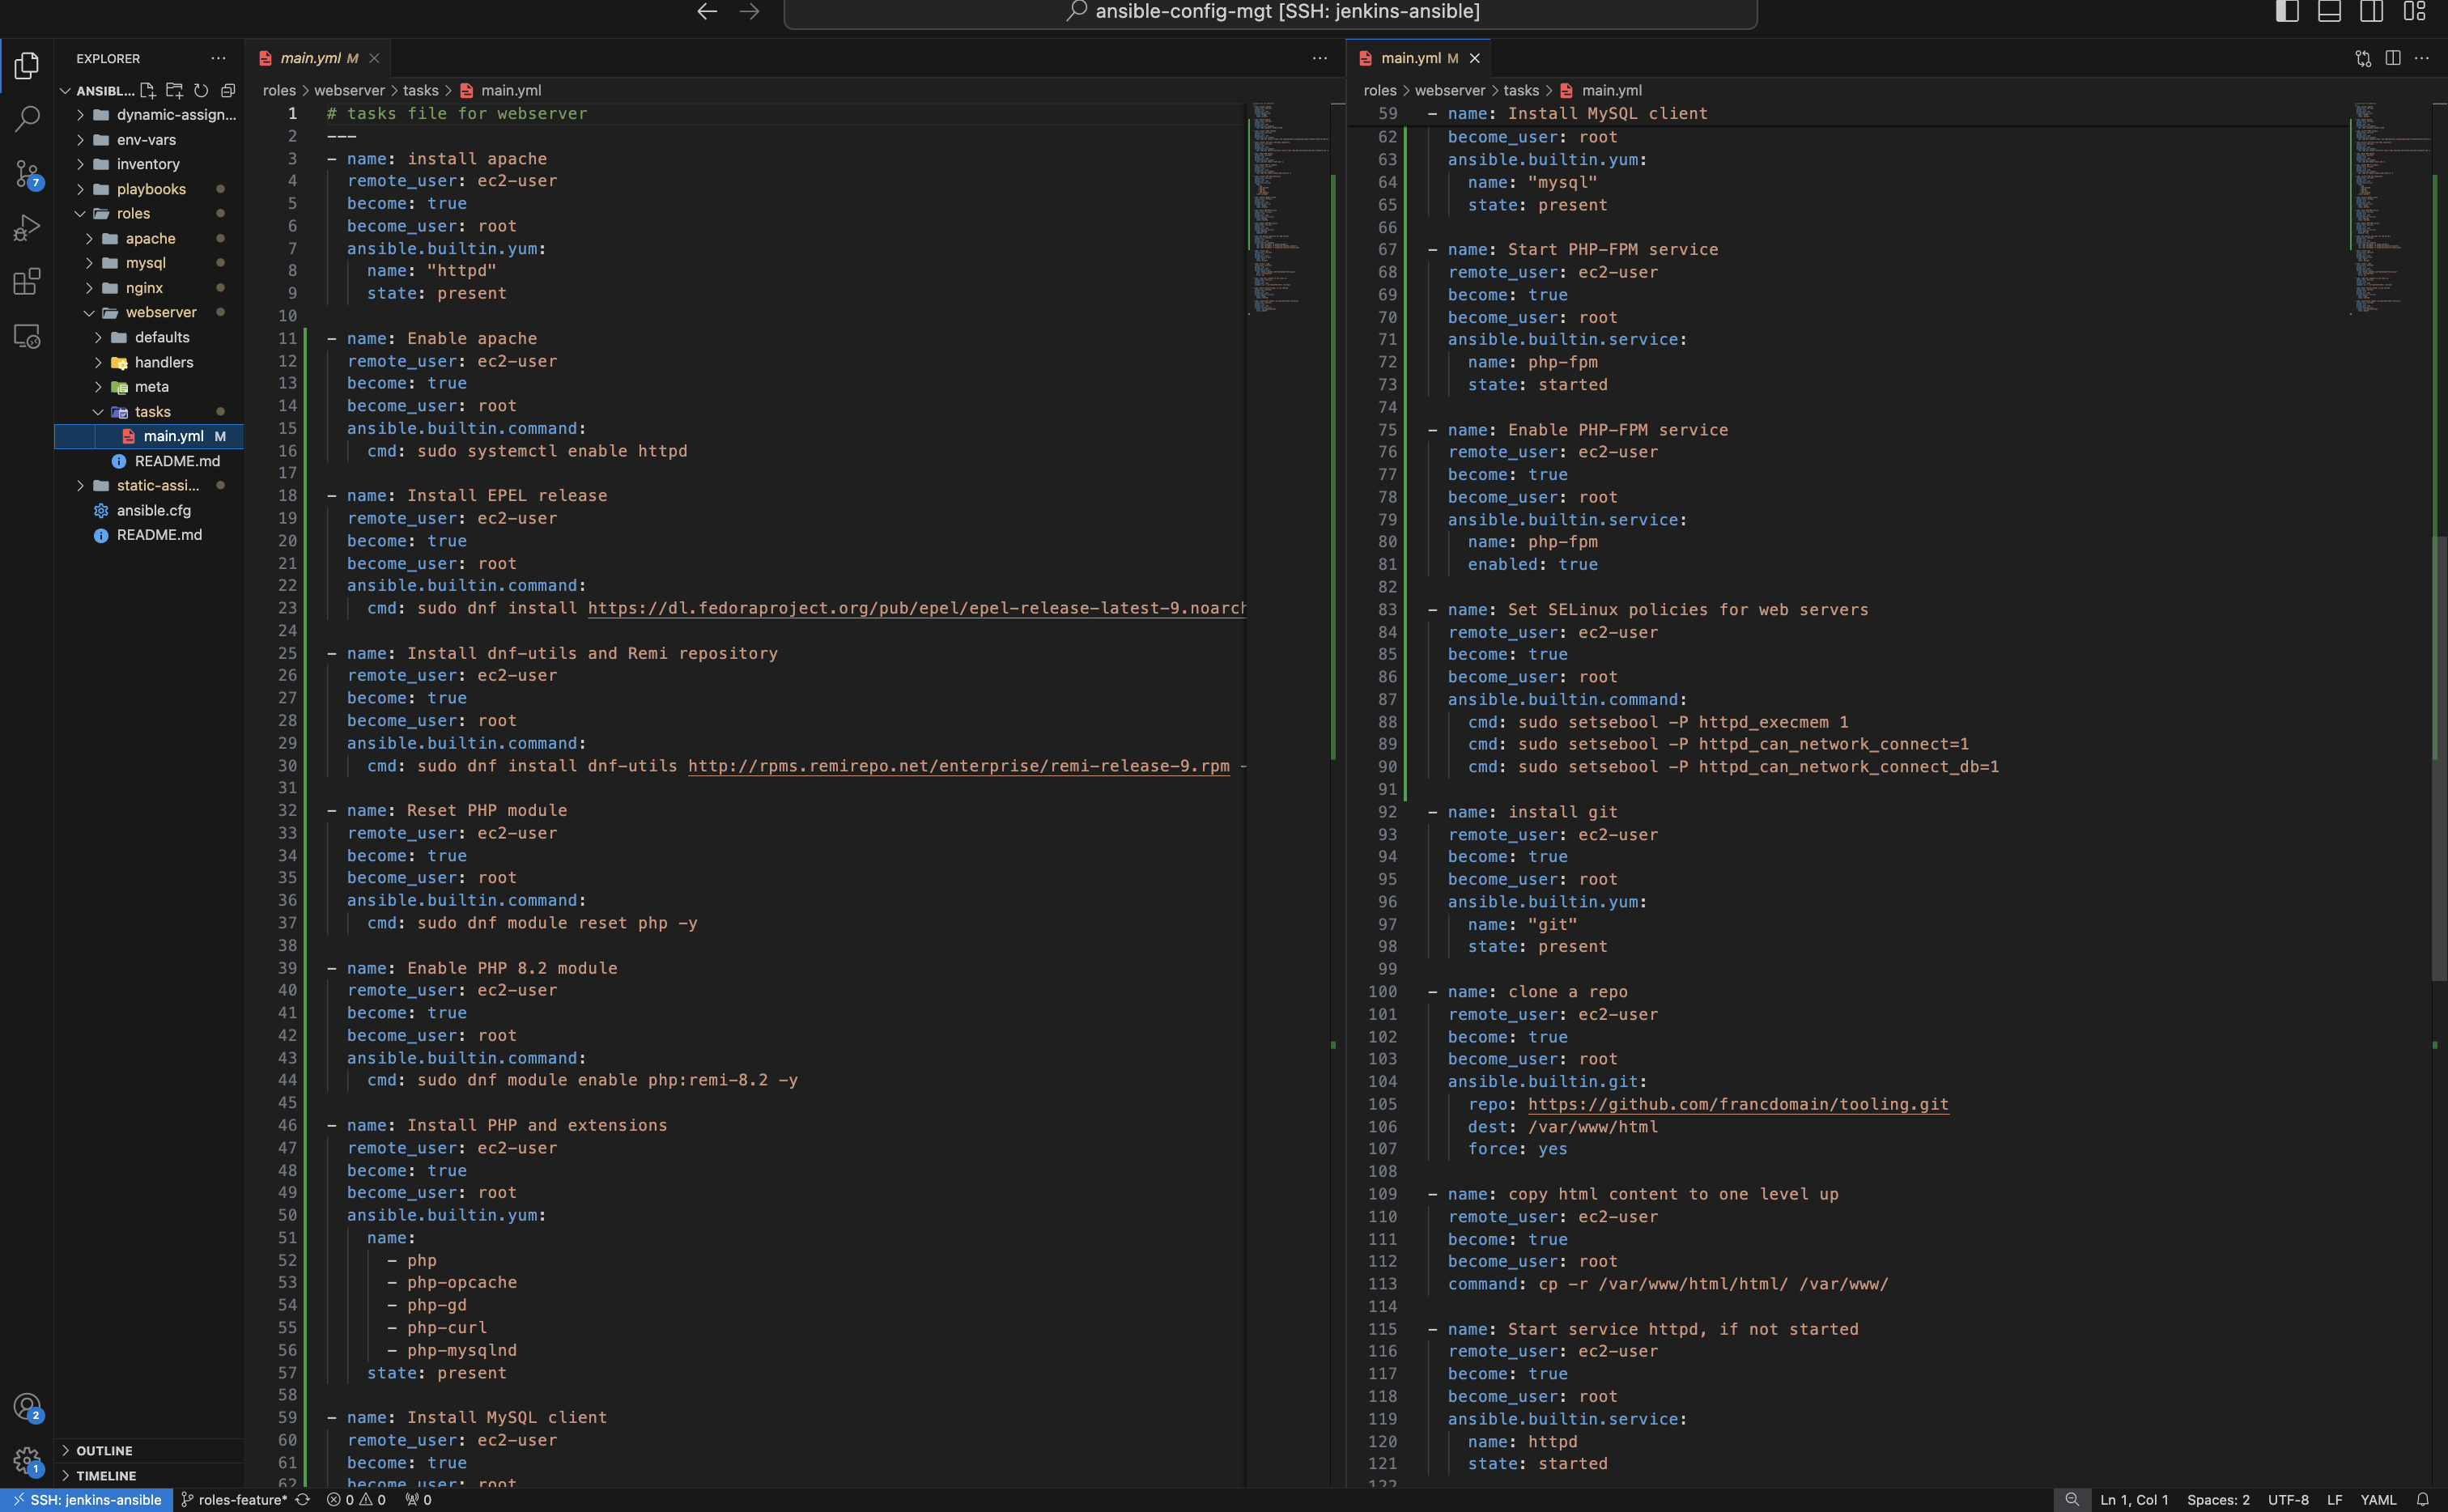 ansible-config-mgt [SSH: jenkins-ansible]
EXPLORER
ANSIBL...
dynamic-assign...
env-vars
inventory
playbooks
roles
apache
mysql
nginx
webserver
defaults
handlers
meta
tasks
main.yml M
README.md
static-assi...
ansible.cfg
README.md
OUTLINE
TIMELINE
7
2
1
main.yml M
roles > webserver > tasks > main.yml
1 # tasks file for webserver
2 ---
3 - name: install apache
4 remote_user: ec2-user
5 become: true
6 become_user: root
7 ansible.builtin.yum:
8 name: "httpd"
9 state: present
10
11 - name: Enable apache
12 remote_user: ec2-user
13 become: true
14 become_user: root
15 ansible.builtin.command:
16 cmd: sudo systemctl enable httpd
17
18 - name: Install EPEL release
19 remote_user: ec2-user
20 become: true
21 become_user: root
22 ansible.builtin.command:
23 cmd: sudo dnf install https://dl.fedoraproject.org/pub/epel/epel-release-latest-9.noarch
24
25 - name: Install dnf-utils and Remi repository
26 remote_user: ec2-user
27 become: true
28 become_user: root
29 ansible.builtin.command:
30 cmd: sudo dnf install dnf-utils http://rpms.remirepo.net/enterprise/remi-release-9.rpm -
31
32 - name: Reset PHP module
33 remote_user: ec2-user
34 become: true
35 become_user: root
36 ansible.builtin.command:
37 cmd: sudo dnf module reset php -y
38
39 - name: Enable PHP 8.2 module
40 remote_user: ec2-user
41 become: true
42 become_user: root
43 ansible.builtin.command:
44 cmd: sudo dnf module enable php:remi-8.2 -y
45
46 - name: Install PHP and extensions
47 remote_user: ec2-user
48 become: true
49 become_user: root
50 ansible.builtin.yum:
51 name:
52 - php
53 - php-opcache
54 - php-gd
55 - php-curl
56 - php-mysqlnd
57 state: present
58
59 - name: Install MySQL client
60 remote_user: ec2-user
61 become: true
62 become_user: root
main.yml M
roles > webserver > tasks > main.yml
59 - name: Install MySQL client
62 become_user: root
63 ansible.builtin.yum:
64 name: "mysql"
65 state: present
66
67 - name: Start PHP-FPM service
68 remote_user: ec2-user
69 become: true
70 become_user: root
71 ansible.builtin.service:
72 name: php-fpm
73 state: started
74
75 - name: Enable PHP-FPM service
76 remote_user: ec2-user
77 become: true
78 become_user: root
79 ansible.builtin.service:
80 name: php-fpm
81 enabled: true
82
83 - name: Set SELinux policies for web servers
84 remote_user: ec2-user
85 become: true
86 become_user: root
87 ansible.builtin.command:
88 cmd: sudo setsebool -P httpd_execmem 1
89 cmd: sudo setsebool -P httpd_can_network_connect=1
90 cmd: sudo setsebool -P httpd_can_network_connect_db=1
91
92 - name: install git
93 remote_user: ec2-user
94 become: true
95 become_user: root
96 ansible.builtin.yum:
97 name: "git"
98 state: present
99
100 - name: clone a repo
101 remote_user: ec2-user
102 become: true
103 become_user: root
104 ansible.builtin.git:
105 repo: https://github.com/francdomain/tooling.git
106 dest: /var/www/html
107 force: yes
108
109 - name: copy html content to one level up
110 remote_user: ec2-user
111 become: true
112 become_user: root
113 command: cp -r /var/www/html/html/ /var/www/
114
115 - name: Start service httpd, if not started
116 remote_user: ec2-user
117 become: true
118 become_user: root
119 ansible.builtin.service:
120 name: httpd
121 state: started
122
SSH: jenkins-ansible roles-feature* 0 0 0 Ln 1, Col 1 Spaces: 2 UTF-8 LF YAML